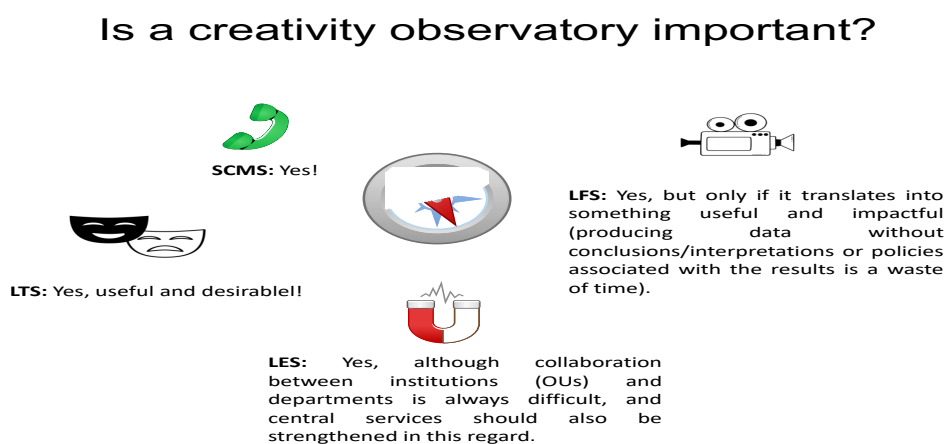 Is a creativity observatory important?
SCMS: Yes!
LFS: Yes, but only if it translates into
something useful and impactful
(producing data without
conclusions/interpretations or policies
associated with the results is a waste
of time).
LTS: Yes, useful and desirablel!
LES: Yes, although collaboration
between institutions (OUs) and
departments is always difficult, and
central services should also be
strengthened in this regard.